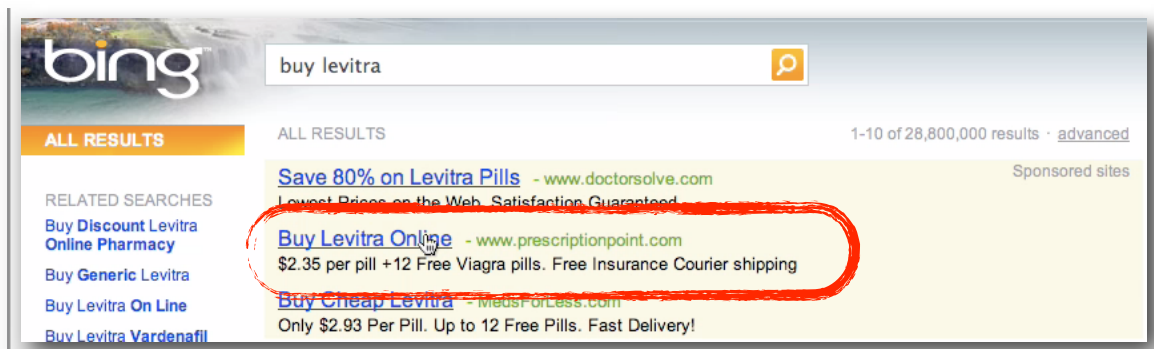 bing
buy levitra
ALL RESULTS
ALL RESULTS
1-10 of 28,800,000 results · advanced
RELATED SEARCHES
Buy Discount Levitra
Online Pharmacy
Buy Generic Levitra
Buy Levitra On Line
Buy Levitra Vardenafil
Sponsored sites
Save 80% on Levitra Pills - www.doctorsolve.com
Lowest Prices on the Web. Satisfaction Guaranteed
Buy Levitra Online - www.prescriptionpoint.com
$2.35 per pill +12 Free Viagra pills. Free Insurance Courier shipping
Buy Cheap Levitra - MedsForLess.com
Only $2.93 Per Pill. Up to 12 Free Pills. Fast Delivery!